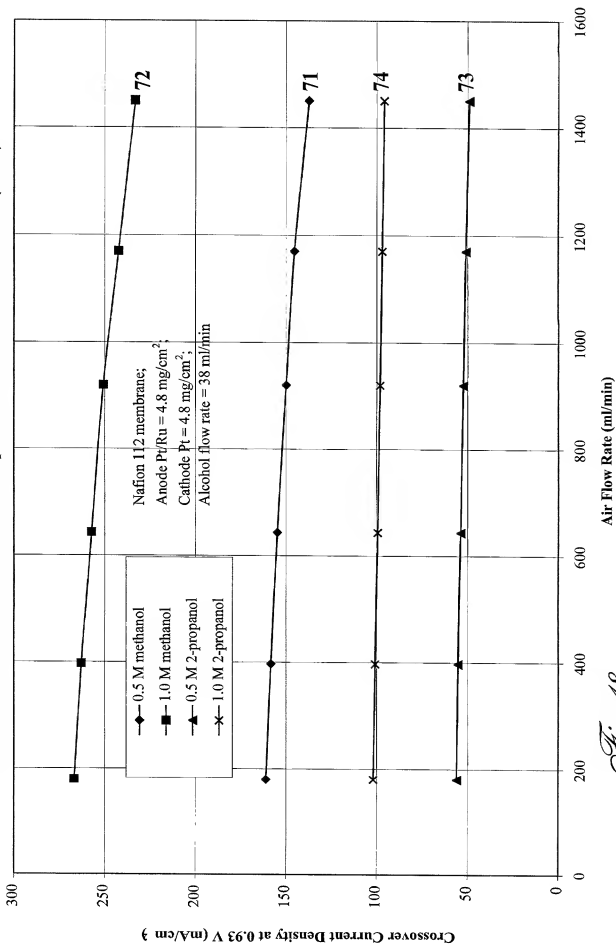 300
250
200
150
100
50
0
0
200
400
600
800
1000
1200
1400
1600
72
71
74
73
Nafion 112 membrane;
Anode Pt/Ru = 4.8 mg/cm²;
Cathode Pt = 4.8 mg/cm²;
Alcohol flow rate = 38 ml/min
0.5 M methanol
1.0 M methanol
0.5 M 2-propanol
1.0 M 2-propanol
Crossover Current Density at 0.93 V (mA/cm
Air Flow Rate (ml/min)